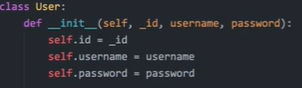 class User:
    def __init__(self, _id, username, password):
        self.id = _id
        self.username = username
        self.password = password